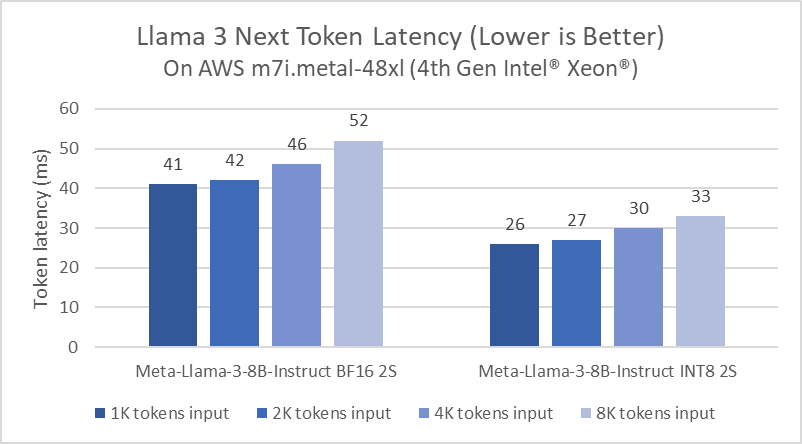 Llama 3 Next Token Latency (Lower is Better)
On AWS m7i.metal-48xl (4th Gen Intel® Xeon®)
Token latency (ms)
60
50
40
30
20
10
0
41
42
46
52
26
27
30
33
Meta-Llama-3-8B-Instruct BF16 2S
Meta-Llama-3-8B-Instruct INT8 2S
1K tokens input
2K tokens input
4K tokens input
8K tokens input